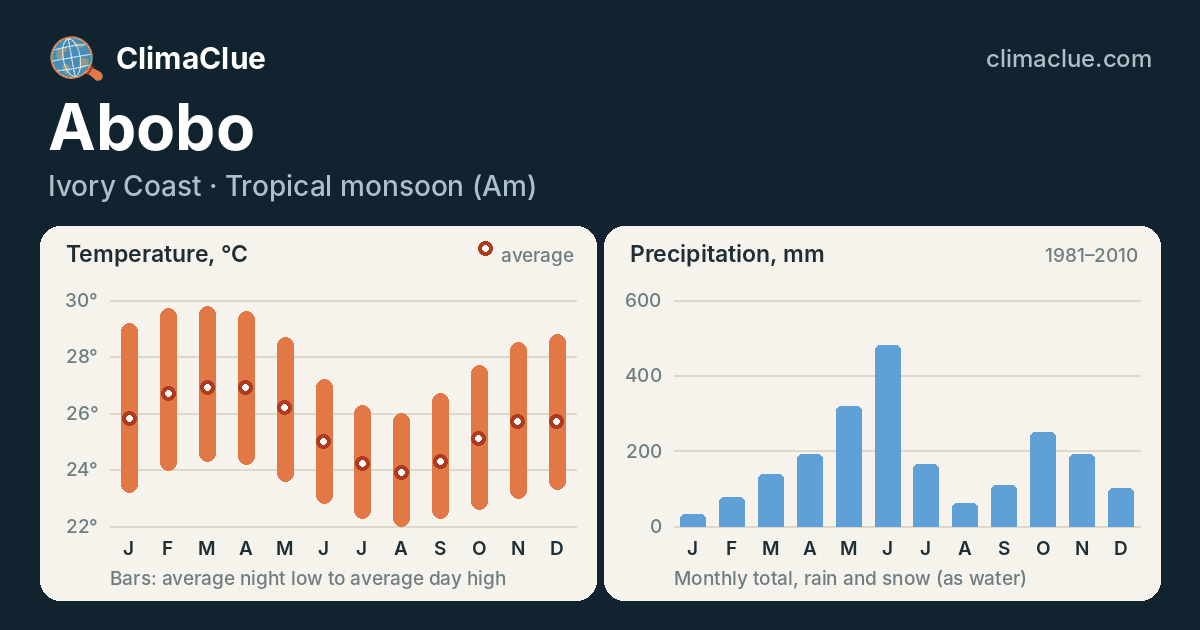 ClimaClue
climaclue.com
Abobo
Ivory Coast · Tropical monsoon (Am)
Temperature, °C
average
30°
28°
26°
24°
22°
J F M A M J J A S O N D
Bars: average night low to average day high
Precipitation, mm
1981–2010
600
400
200
0
J F M A M J J A S O N D
Monthly total, rain and snow (as water)